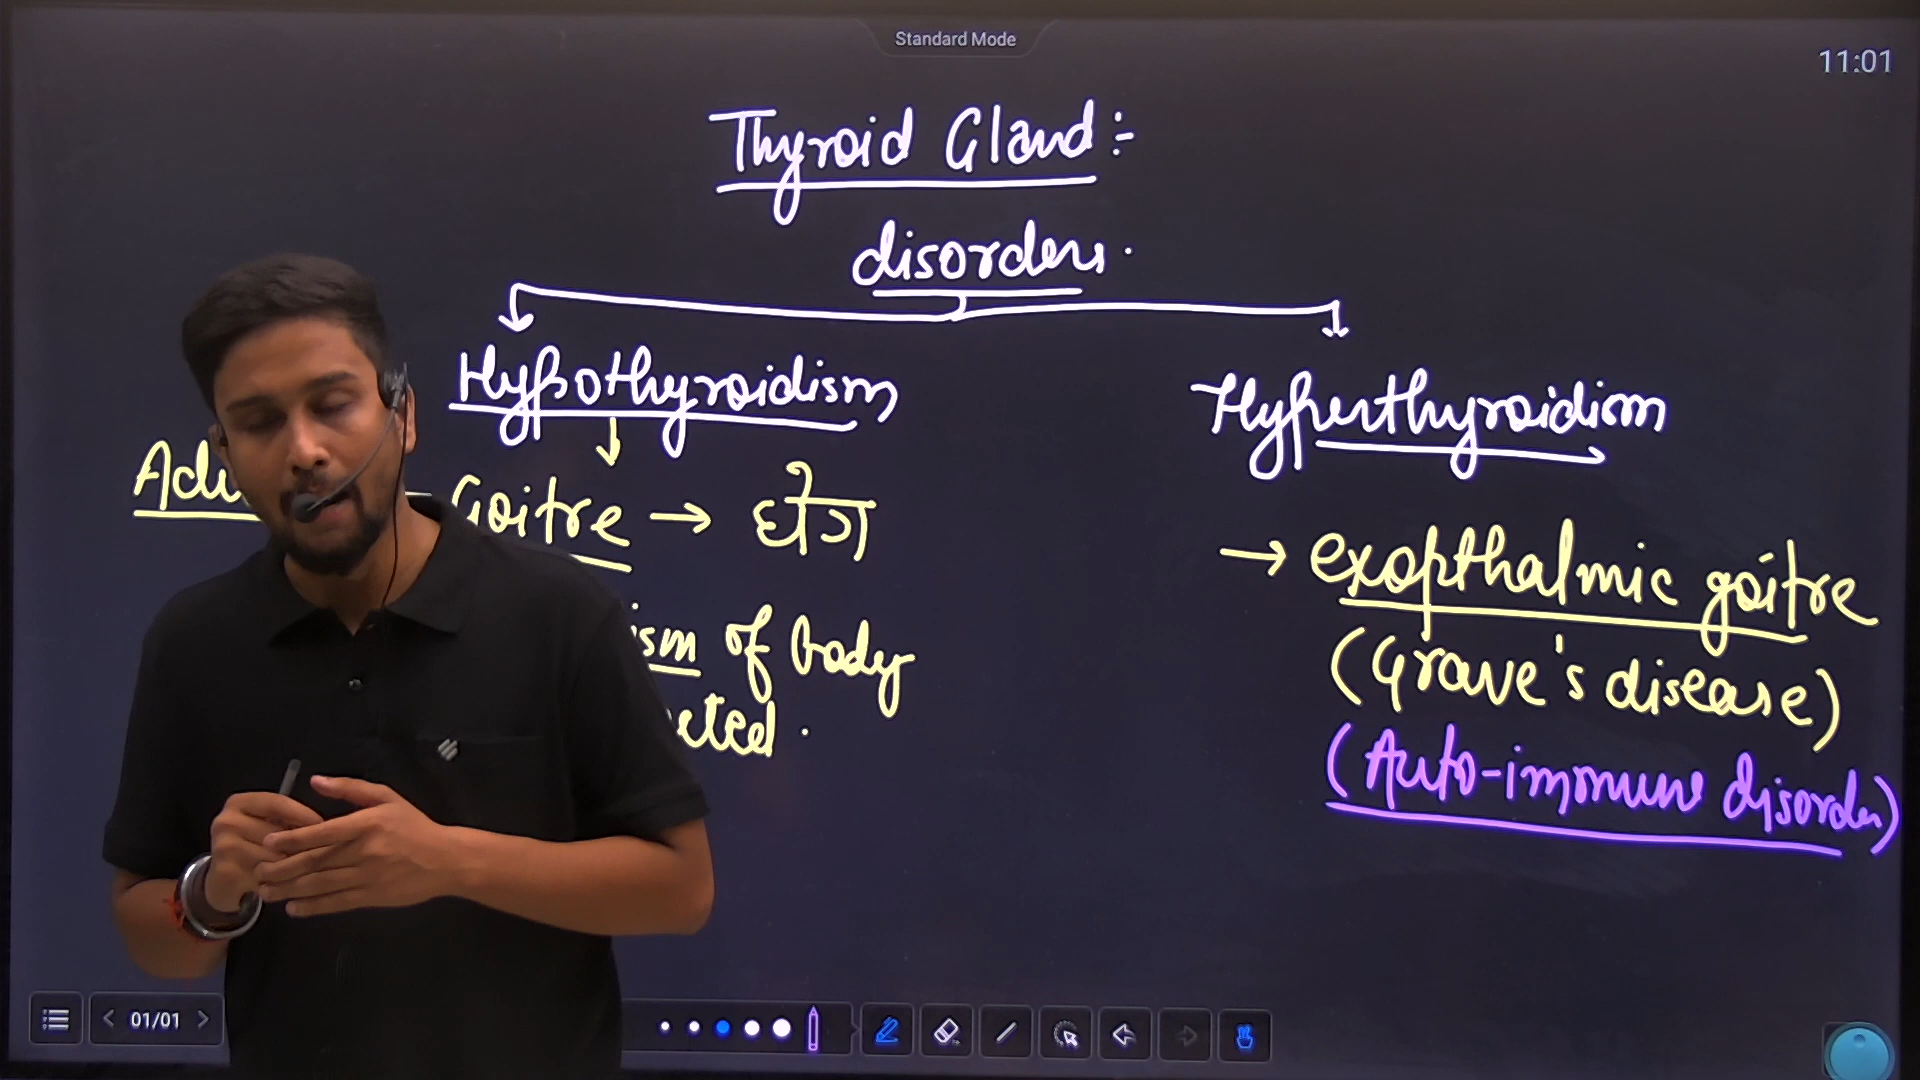 Standard Mode
11:01
Thyroid Gland :-
disorders.
Hypothyroidism
Hyperthyroidism
Goitre → घेंग
→ exopthalmic goitre
of body
(Grave's disease)
(Auto-immune disorder)
01/01